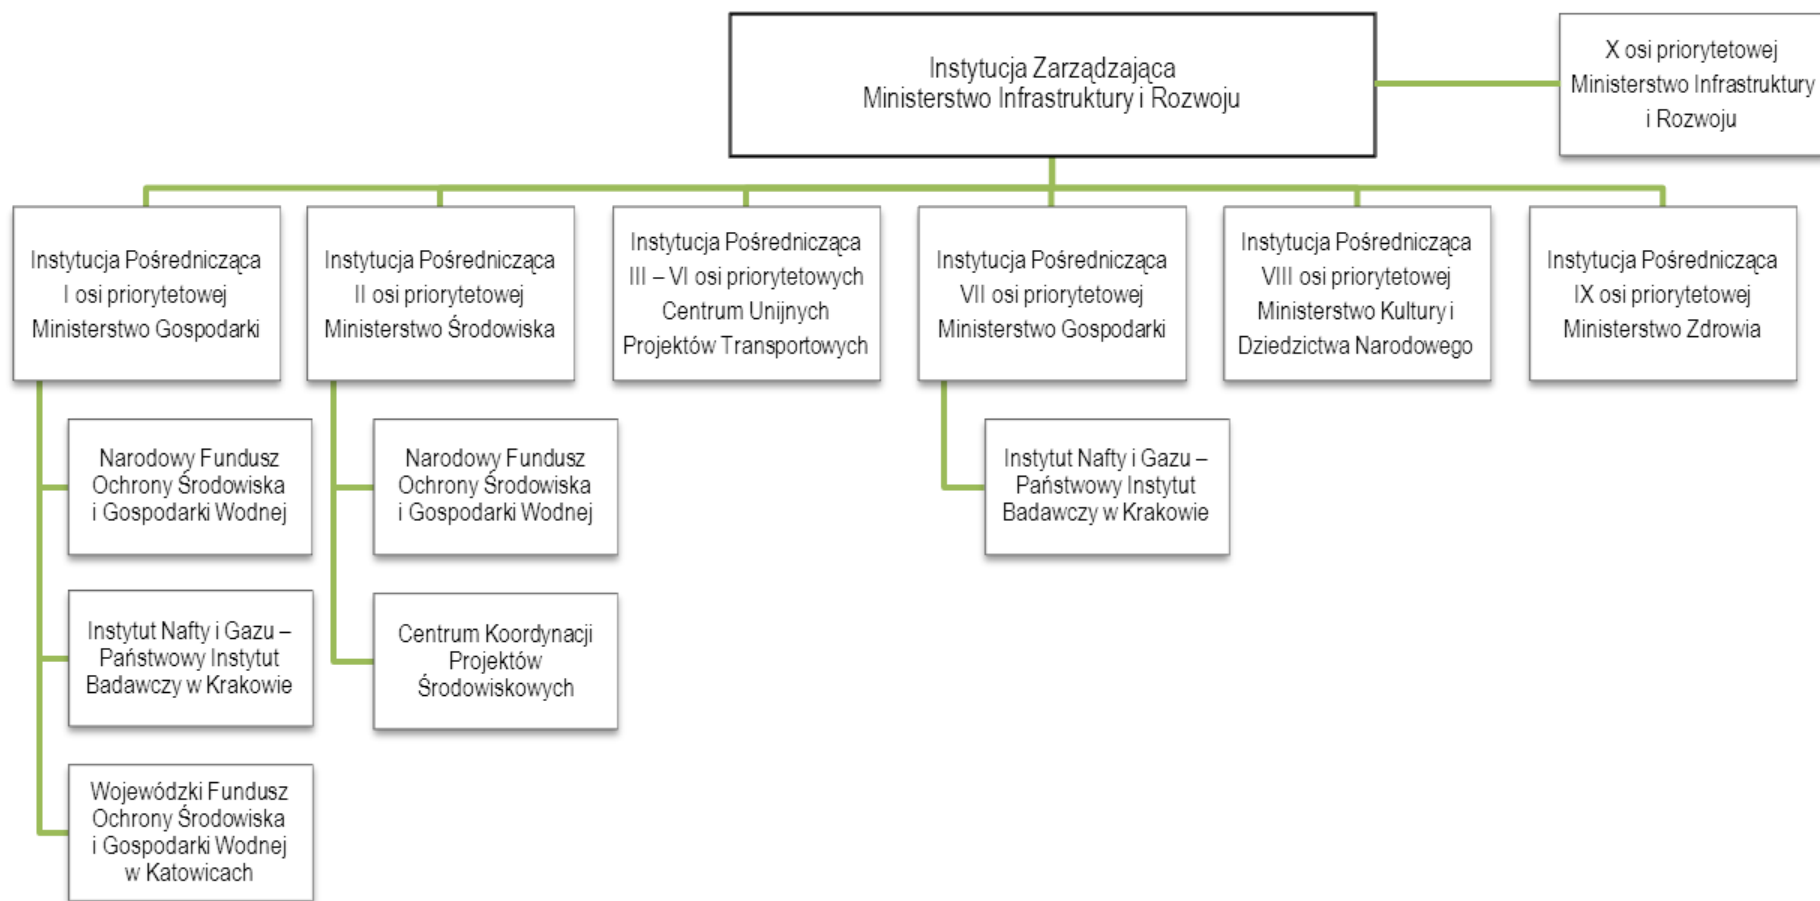 Instytucja Zarządzająca
Ministerstwo Infrastruktury i Rozwoju
X osi priorytetowej
Ministerstwo Infrastruktury
i Rozwoju
Instytucja Pośrednicząca
I osi priorytetowej
Ministerstwo Gospodarki
Instytucja Pośrednicząca
II osi priorytetowej
Ministerstwo Środowiska
Instytucja Pośrednicząca
III – VI osi priorytetowych
Centrum Unijnych
Projektów Transportowych
Instytucja Pośrednicząca
VII osi priorytetowej
Ministerstwo Gospodarki
Instytucja Pośrednicząca
VIII osi priorytetowej
Ministerstwo Kultury i
Dziedzictwa Narodowego
Instytucja Pośrednicząca
IX osi priorytetowej
Ministerstwo Zdrowia
Narodowy Fundusz
Ochrony Środowiska
i Gospodarki Wodnej
Narodowy Fundusz
Ochrony Środowiska
i Gospodarki Wodnej
Instytut Nafty i Gazu –
Państwowy Instytut
Badawczy w Krakowie
Instytut Nafty i Gazu –
Państwowy Instytut
Badawczy w Krakowie
Centrum Koordynacji
Projektów
Środowiskowych
Wojewódzki Fundusz
Ochrony Środowiska
i Gospodarki Wodnej
w Katowicach